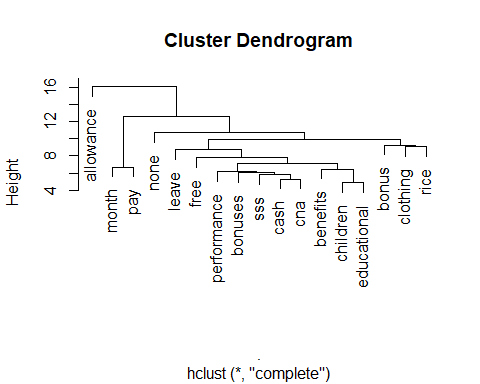 Cluster Dendrogram
Height
16
12
8
4
allowance
month
pay
none
leave
free
performance
bonuses
sss
cash
cna
benefits
children
educational
bonus
clothing
rice
.
hclust (*, "complete")